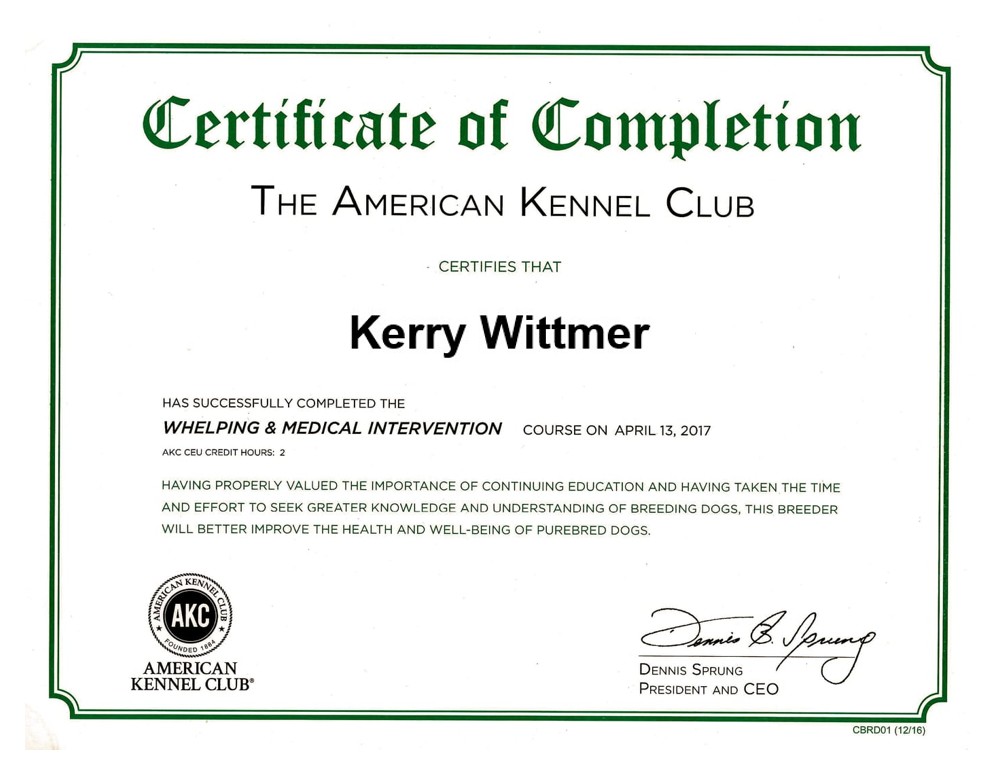 Certificate of Completion
THE AMERICAN KENNEL CLUB
CERTIFIES THAT
Kerry Wittmer
HAS SUCCESSFULLY COMPLETED THE
WHELPING & MEDICAL INTERVENTION COURSE ON APRIL 13, 2017
AKC CEU CREDIT HOURS: 2
HAVING PROPERLY VALUED THE IMPORTANCE OF CONTINUING EDUCATION AND HAVING TAKEN THE TIME
AND EFFORT TO SEEK GREATER KNOWLEDGE AND UNDERSTANDING OF BREEDING DOGS, THIS BREEDER
WILL BETTER IMPROVE THE HEALTH AND WELL-BEING OF PUREBRED DOGS.
AMERICAN KENNEL CLUB
AKC
FOUNDED 1884
AMERICAN
KENNEL CLUB®
Dennis B. Sprung
DENNIS SPRUNG
PRESIDENT AND CEO
CBRD01 (12/16)